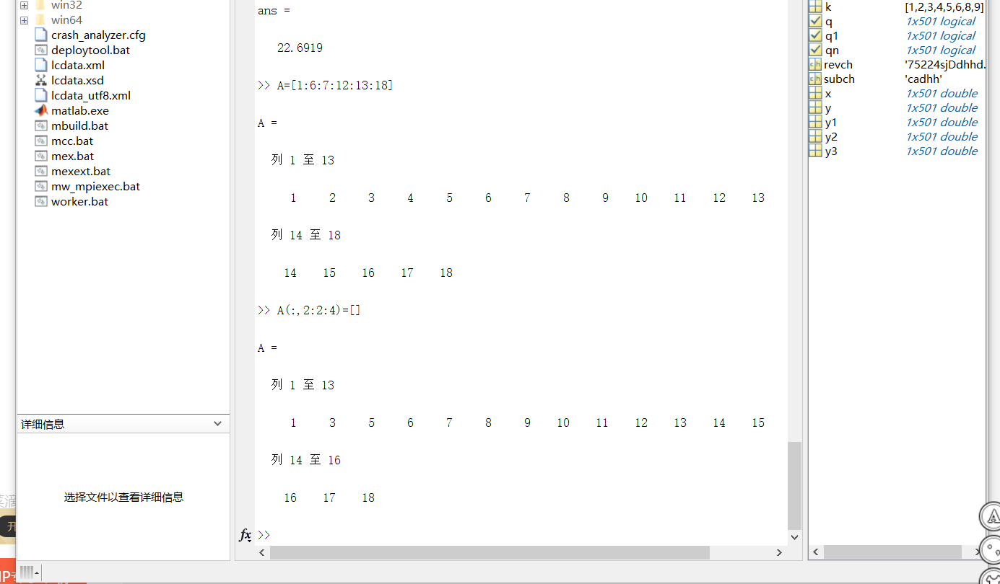 win32
win64
crash_analyzer.cfg
deploytool.bat
lcdata.xml
lcdata.xsd
lcdata_utf8.xml
matlab.exe
mbuild.bat
mcc.bat
mex.bat
mexext.bat
mw_mpiexec.bat
worker.bat
详细信息
选择文件以查看详细信息
开
ans =
22.6919
>> A=[1:6:7:12:13:18]
A =
列 1 至 13
1 2 3 4 5 6 7 8 9 10 11 12 13
列 14 至 18
14 15 16 17 18
>> A(:,2:2:4)=[]
A =
列 1 至 13
1 3 5 6 7 8 9 10 11 12 13 14 15
列 14 至 16
16 17 18
fx >>
k [1,2,3,4,5,6,8,9]
q 1x501 logical
q1 1x501 logical
qn 1x501 logical
revch '75224sjDdhhd.
subch 'cadhh'
x 1x501 double
y 1x501 double
y1 1x501 double
y2 1x501 double
y3 1x501 double